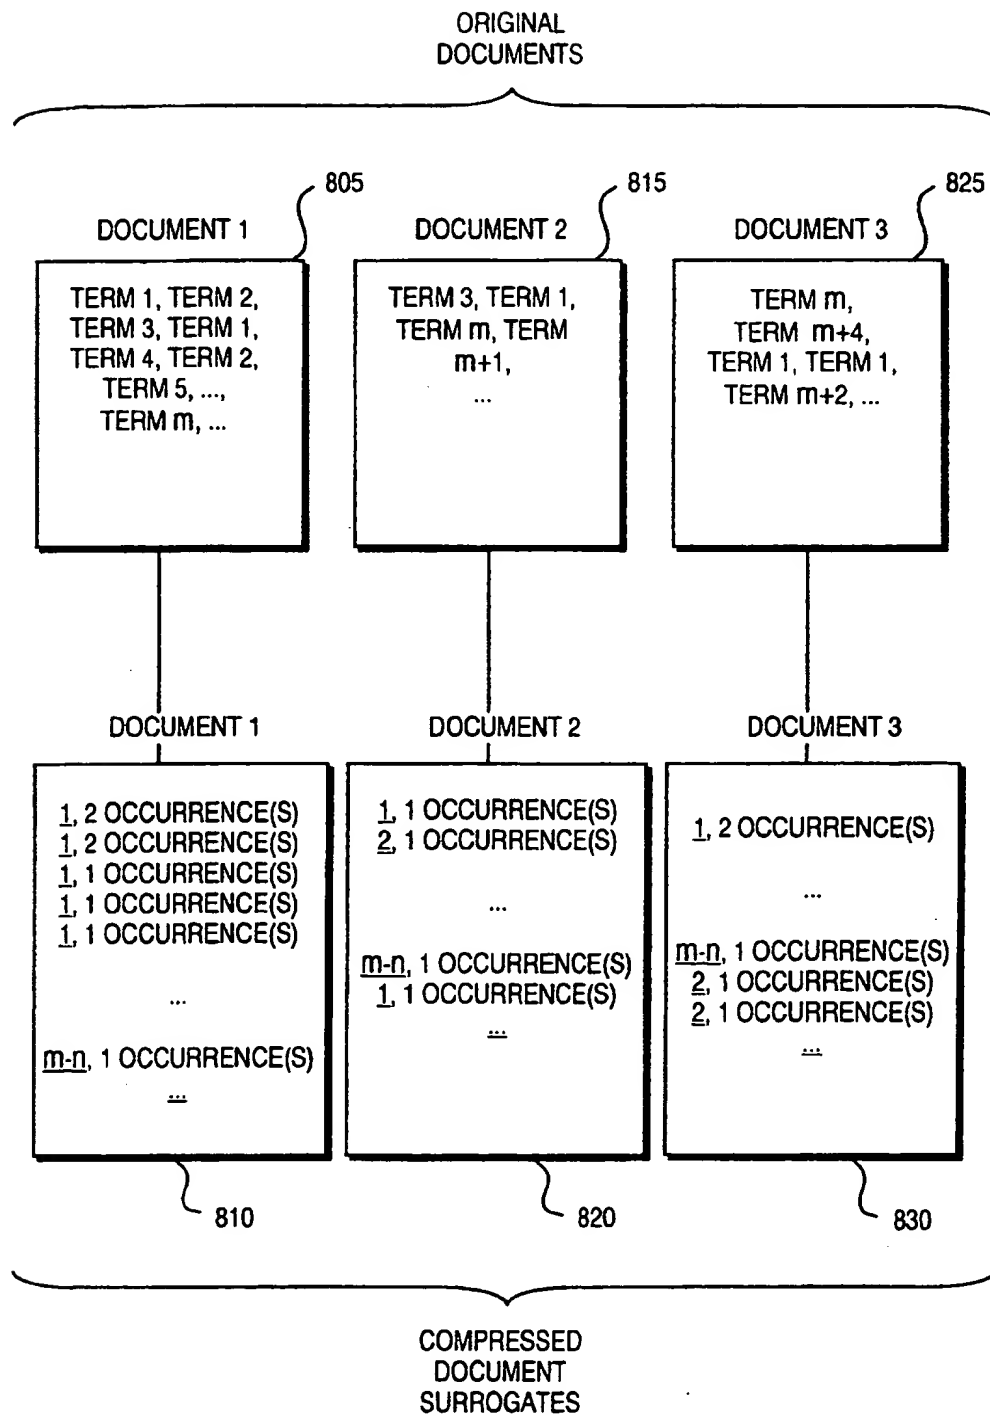 ORIGINAL
DOCUMENTS
805
815
825
DOCUMENT 1
DOCUMENT 2
DOCUMENT 3
TERM 1, TERM 2,
TERM 3, TERM 1,
TERM 4, TERM 2,
TERM 5, ...,
TERM m, ...
TERM 3, TERM 1,
TERM m, TERM
m+1,
...
TERM m,
TERM m+4,
TERM 1, TERM 1,
TERM m+2, ...
DOCUMENT 1
DOCUMENT 2
DOCUMENT 3
1, 2 OCCURRENCE(S)
1, 2 OCCURRENCE(S)
1, 1 OCCURRENCE(S)
1, 1 OCCURRENCE(S)
1, 1 OCCURRENCE(S)
...
m-n, 1 OCCURRENCE(S)
...
1, 1 OCCURRENCE(S)
2, 1 OCCURRENCE(S)
...
m-n, 1 OCCURRENCE(S)
1, 1 OCCURRENCE(S)
...
1, 2 OCCURRENCE(S)
...
m-n, 1 OCCURRENCE(S)
2, 1 OCCURRENCE(S)
2, 1 OCCURRENCE(S)
...
810
820
830
COMPRESSED
DOCUMENT
SURROGATES